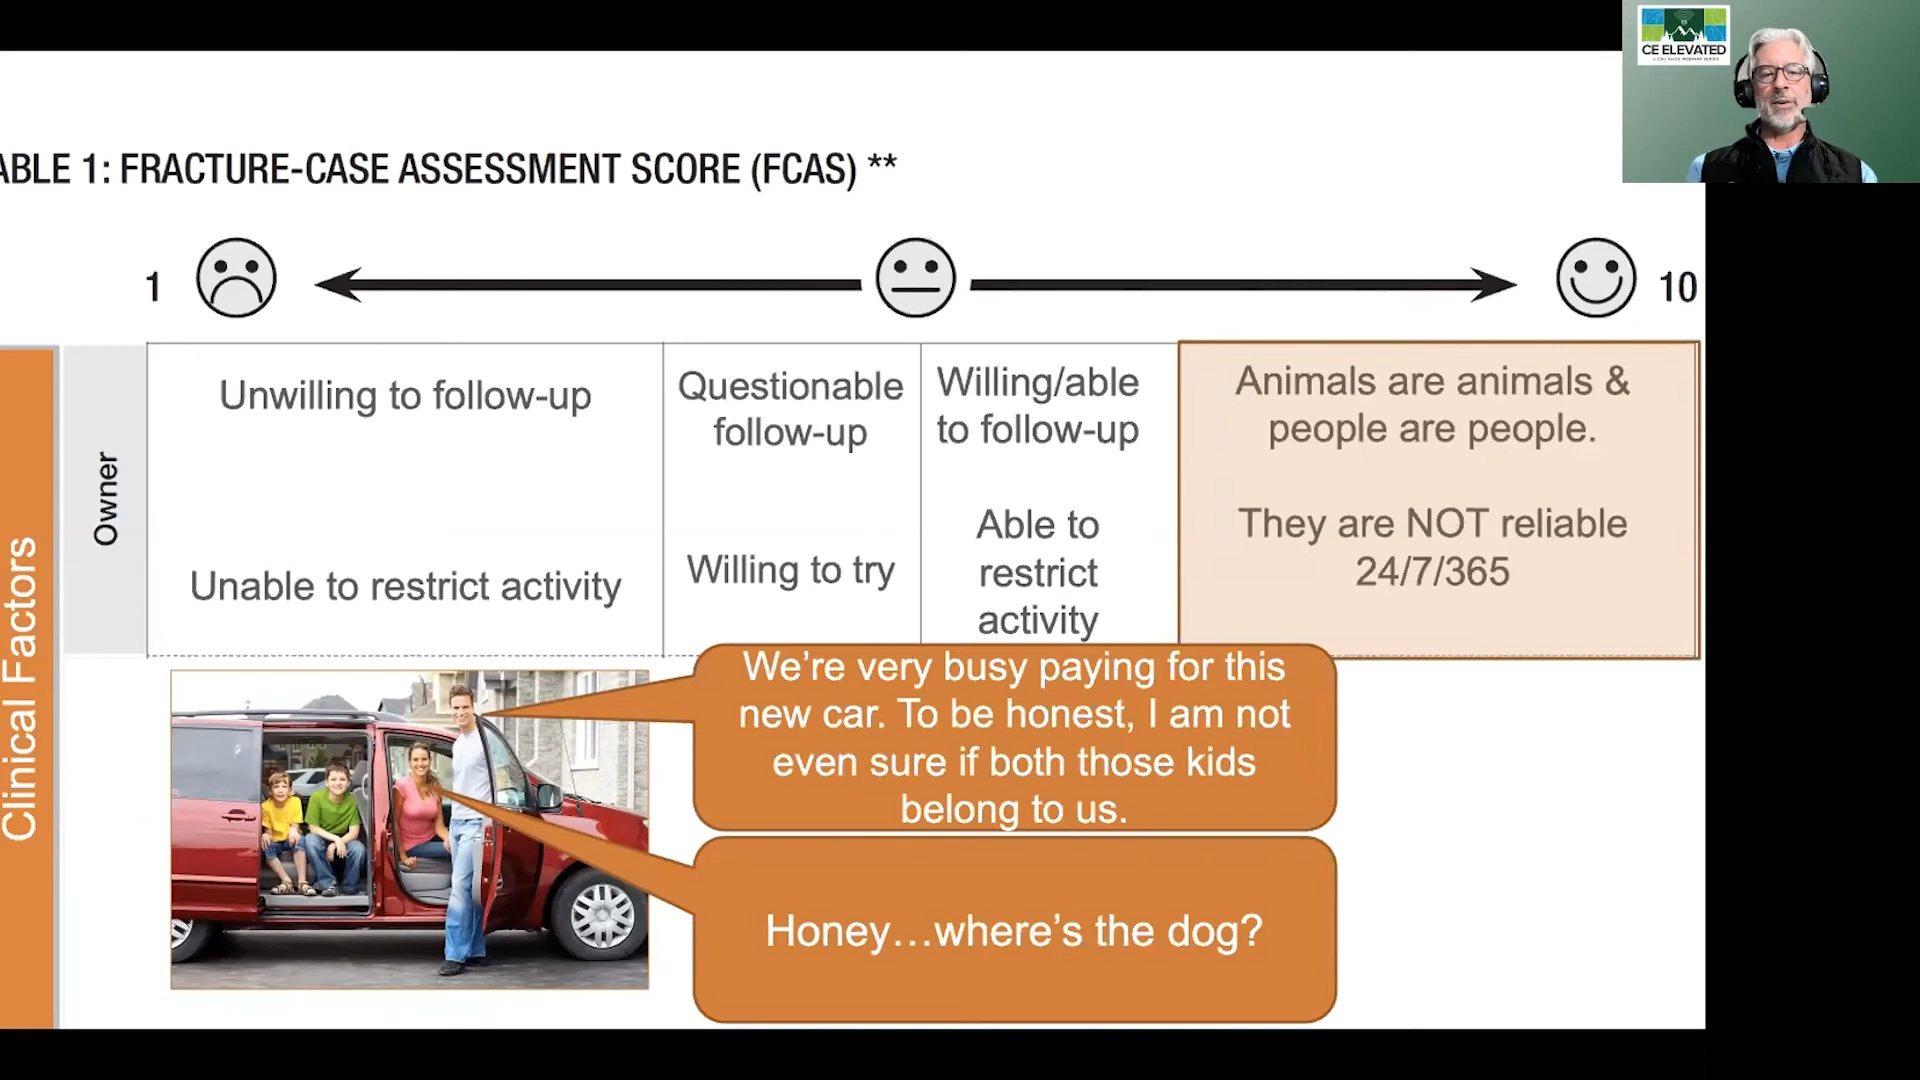 CE ELEVATED
ABLE 1: FRACTURE-CASE ASSESSMENT SCORE (FCAS) **
1
10
Clinical Factors
Owner
Unwilling to follow-up
Unable to restrict activity
Questionable
follow-up
Willing to try
Willing/able
to follow-up
Able to
restrict
activity
Animals are animals &
people are people.
They are NOT reliable
24/7/365
We’re very busy paying for this
new car. To be honest, I am not
even sure if both those kids
belong to us.
Honey…where’s the dog?